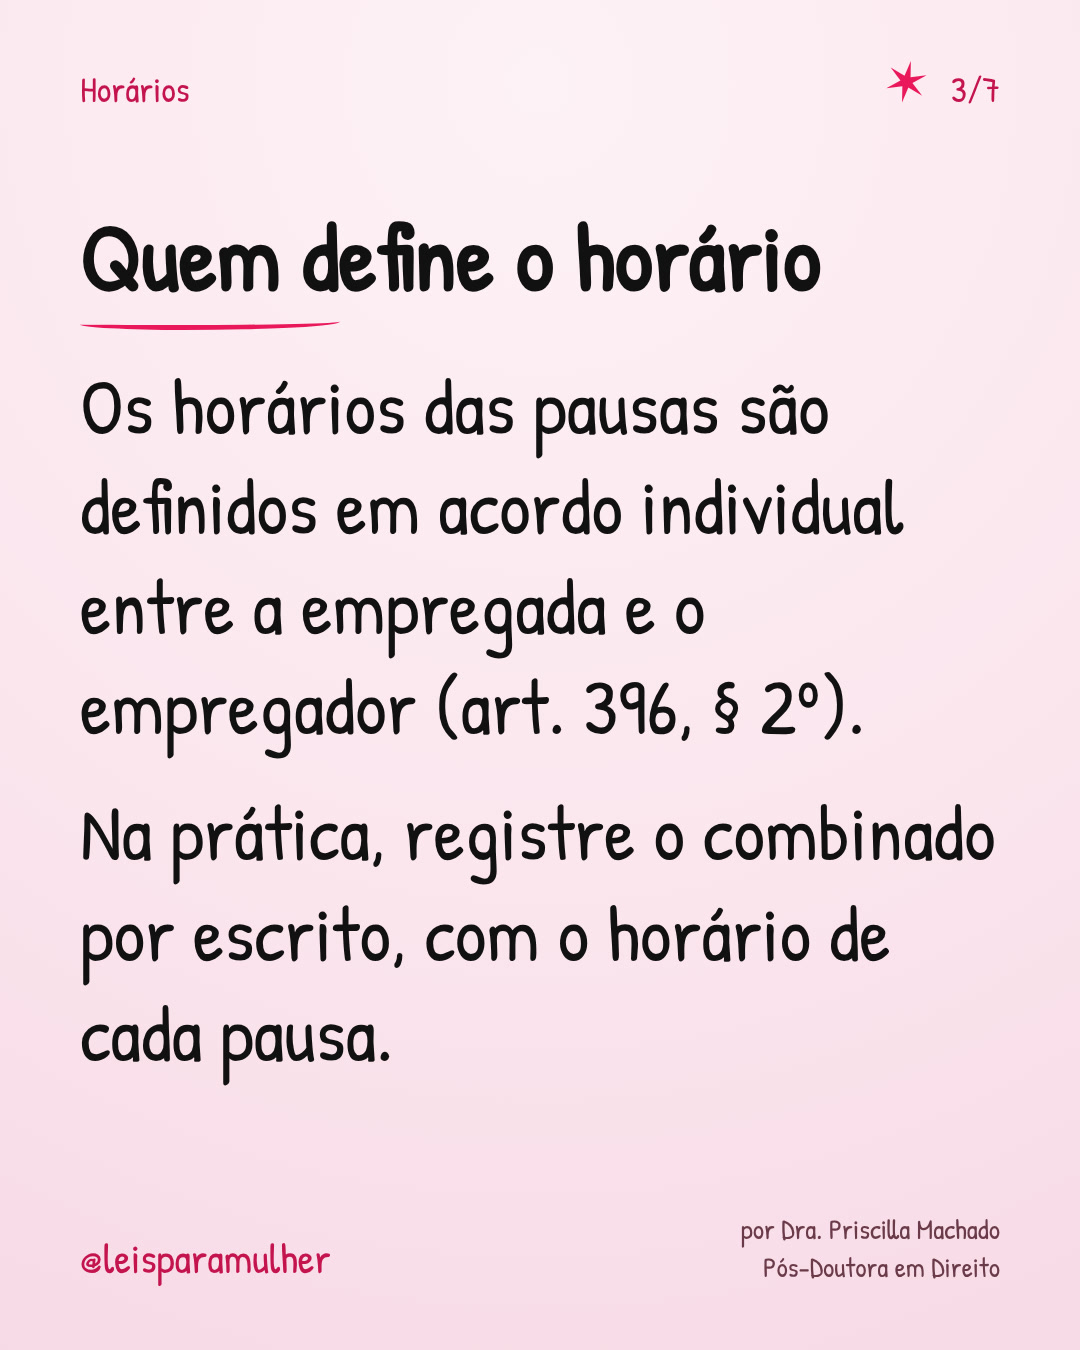 Horários
3/7
Quem define o horário
Os horários das pausas são
definidos em acordo individual
entre a empregada e o
empregador (art. 396, § 2º).
Na prática, registre o combinado
por escrito, com o horário de
cada pausa.
@leisparamulher
por Dra. Priscilla Machado
Pós-Doutora em Direito